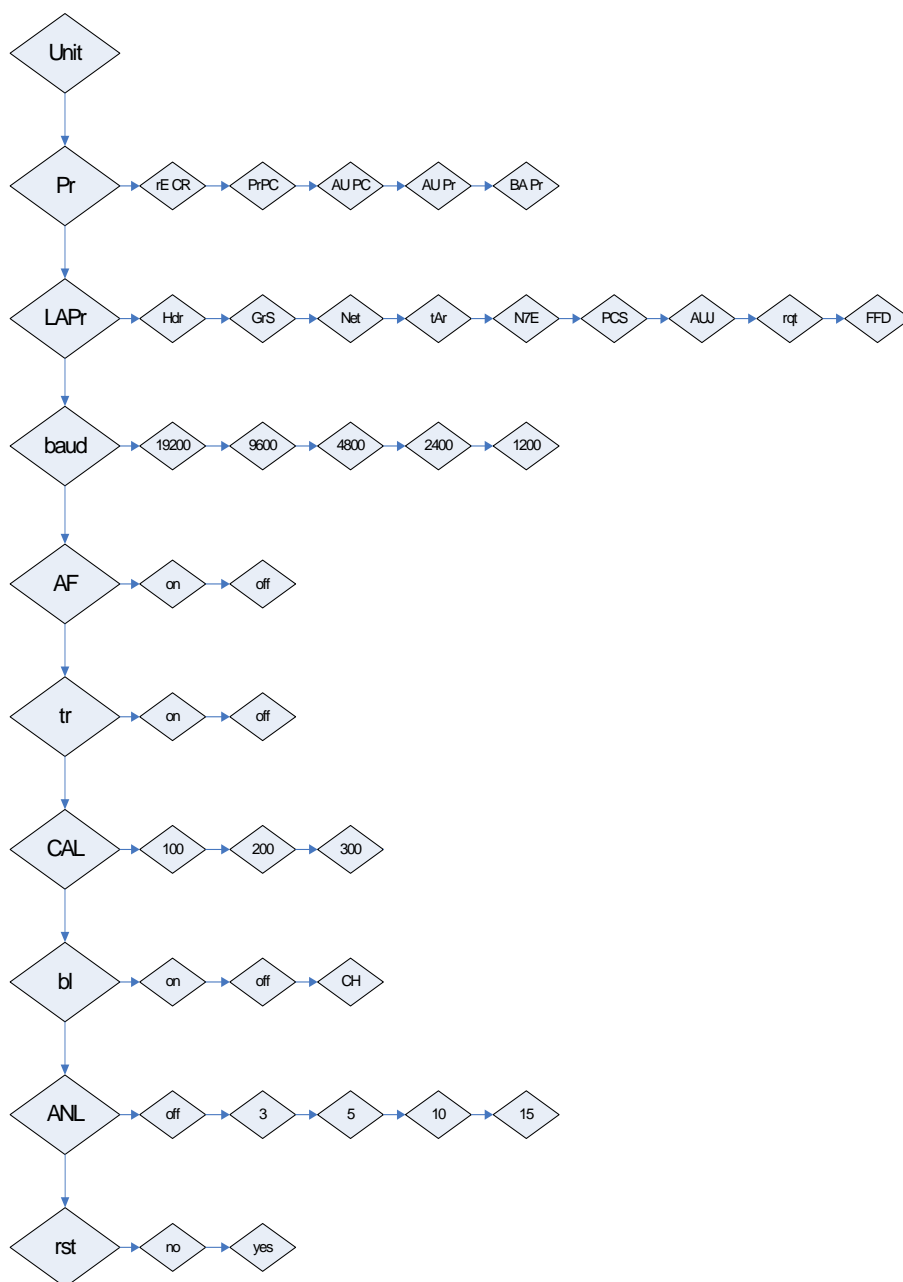 Unit
Pr rE CR PrPC AU PC AU Pr BA Pr
LAPr Hdr GrS Net tAr N7E PCS AUJ rqt FFD
baud 19200 9600 4800 2400 1200
AF on off
tr on off
CAL 100 200 300
bl on off CH
ANL off 3 5 10 15
rst no yes